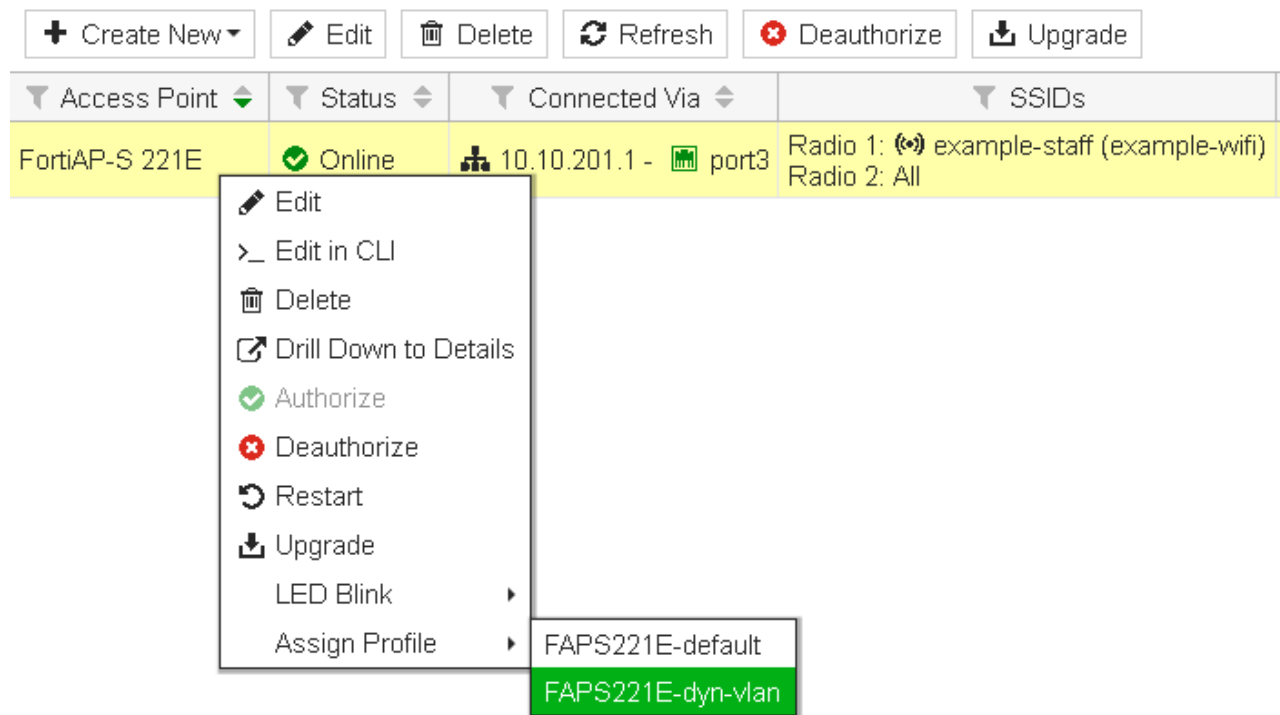 Create New Edit Delete Refresh Deauthorize Upgrade
Access Point Status Connected Via SSIDs
FortiAP-S 221E Online 10.10.201.1 - port3 Radio 1: example-staff (example-wifi)
Radio 2: All
Edit
>_ Edit in CLI
Delete
Drill Down to Details
Authorize
Deauthorize
Restart
Upgrade
LED Blink
Assign Profile FAPS221E-default
FAPS221E-dyn-vlan